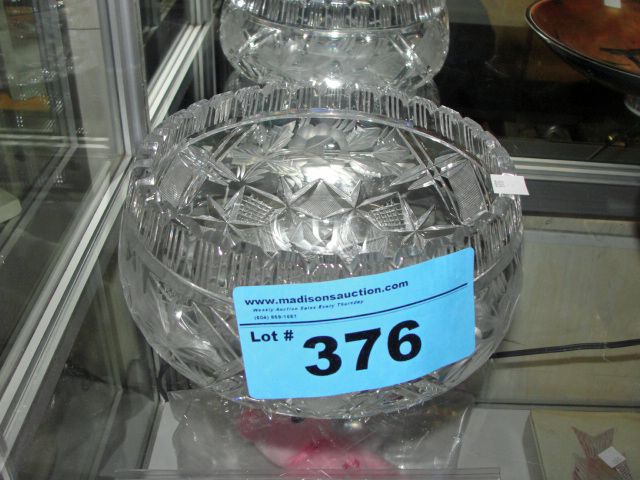 www.madisonsauction.com
Weekly Auction Sales Every Thursday
Lot # 376